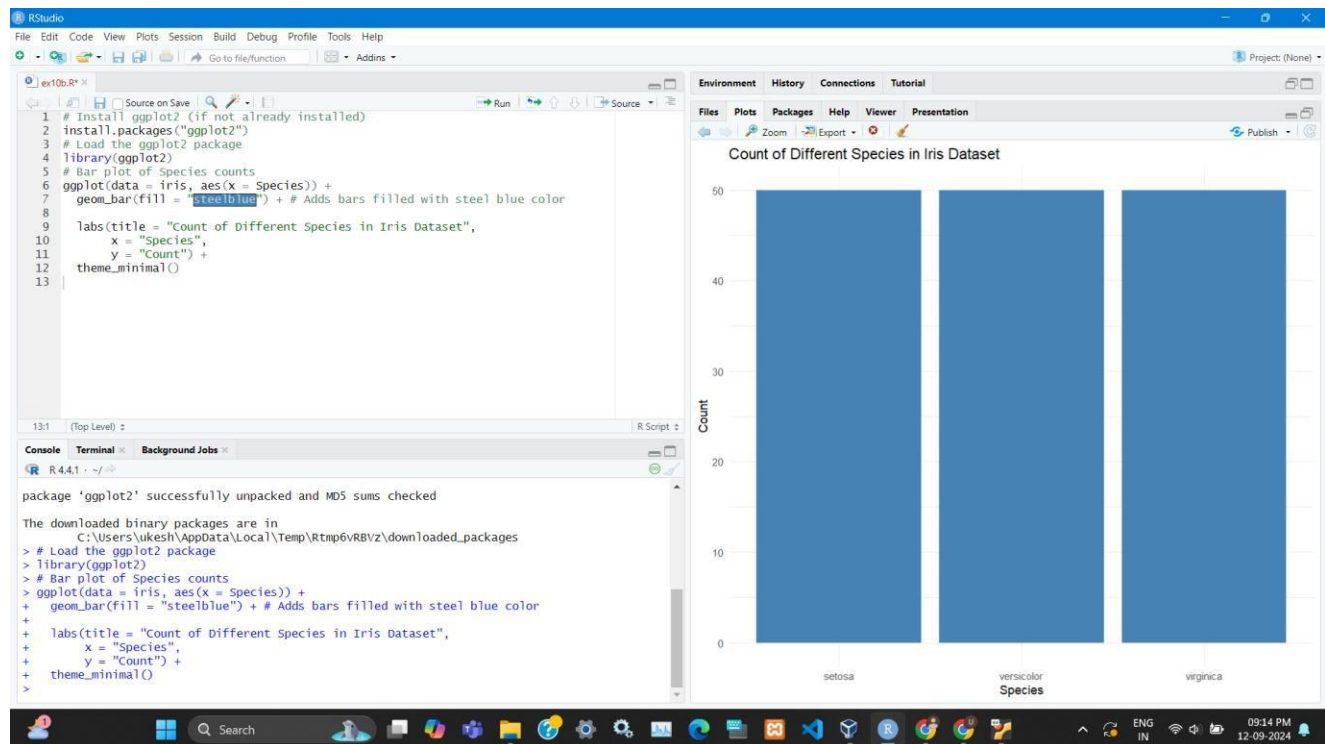 RStudio
File Edit Code View Plots Session Build Debug Profile Tools Help
Go to file/function Addins
Project: (None)
ex10b.R*
Source on Save Run Source
1 # Install ggplot2 (if not already installed)
2 install.packages("ggplot2")
3 # Load the ggplot2 package
4 library(ggplot2)
5 # Bar plot of Species counts
6 ggplot(data = iris, aes(x = Species)) +
7 geom_bar(fill = "steelblue") + # Adds bars filled with steel blue color
8
9 labs(title = "Count of Different Species in Iris Dataset",
10 x = "Species",
11 y = "Count") +
12 theme_minimal()
13
13:1 (Top Level) R Script
Console Terminal Background Jobs
R 4.4.1 · ~/
package ‘ggplot2’ successfully unpacked and MD5 sums checked
The downloaded binary packages are in
C:\Users\ukesh\AppData\Local\Temp\Rtmp6vRBVz\downloaded_packages
> # Load the ggplot2 package
> library(ggplot2)
> # Bar plot of Species counts
> ggplot(data = iris, aes(x = Species)) +
+ geom_bar(fill = "steelblue") + # Adds bars filled with steel blue color
+
+ labs(title = "Count of Different Species in Iris Dataset",
+ x = "Species",
+ y = "Count") +
+ theme_minimal()
>
Environment History Connections Tutorial
Files Plots Packages Help Viewer Presentation
Zoom Export Publish
Count of Different Species in Iris Dataset
50
40
30
20
10
0
Count
setosa versicolor virginica
Species
1
Search
ENG
IN
09:14 PM
12-09-2024